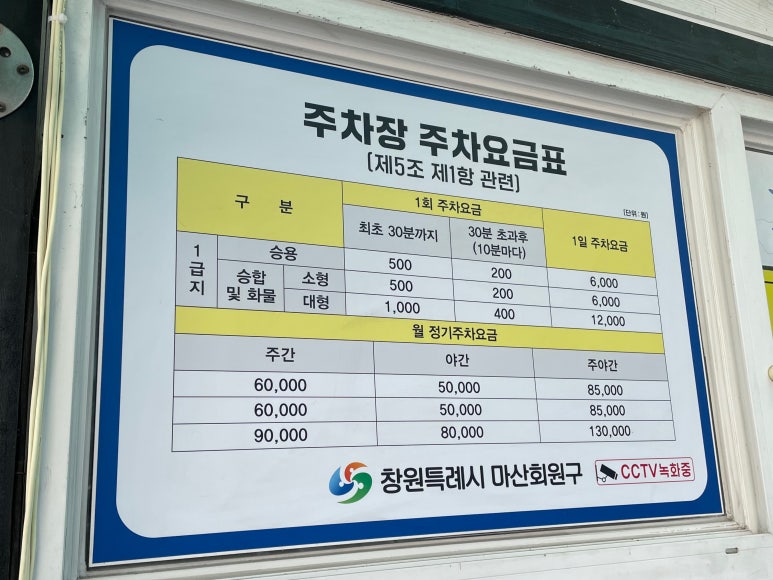 주차장 주차요금표
(제5조 제1항 관련)
(단위 : 원)
구 분
1회 주차요금
1일 주차요금
최초 30분까지
30분 초과후
(10분마다)
1급지
승용
500
200
6,000
승합
및 화물
소형
500
200
6,000
대형
1,000
400
12,000
월 정기주차요금
주간
야간
주야간
60,000
50,000
85,000
60,000
50,000
85,000
90,000
80,000
130,000
창원특례시 마산회원구
CCTV녹화중